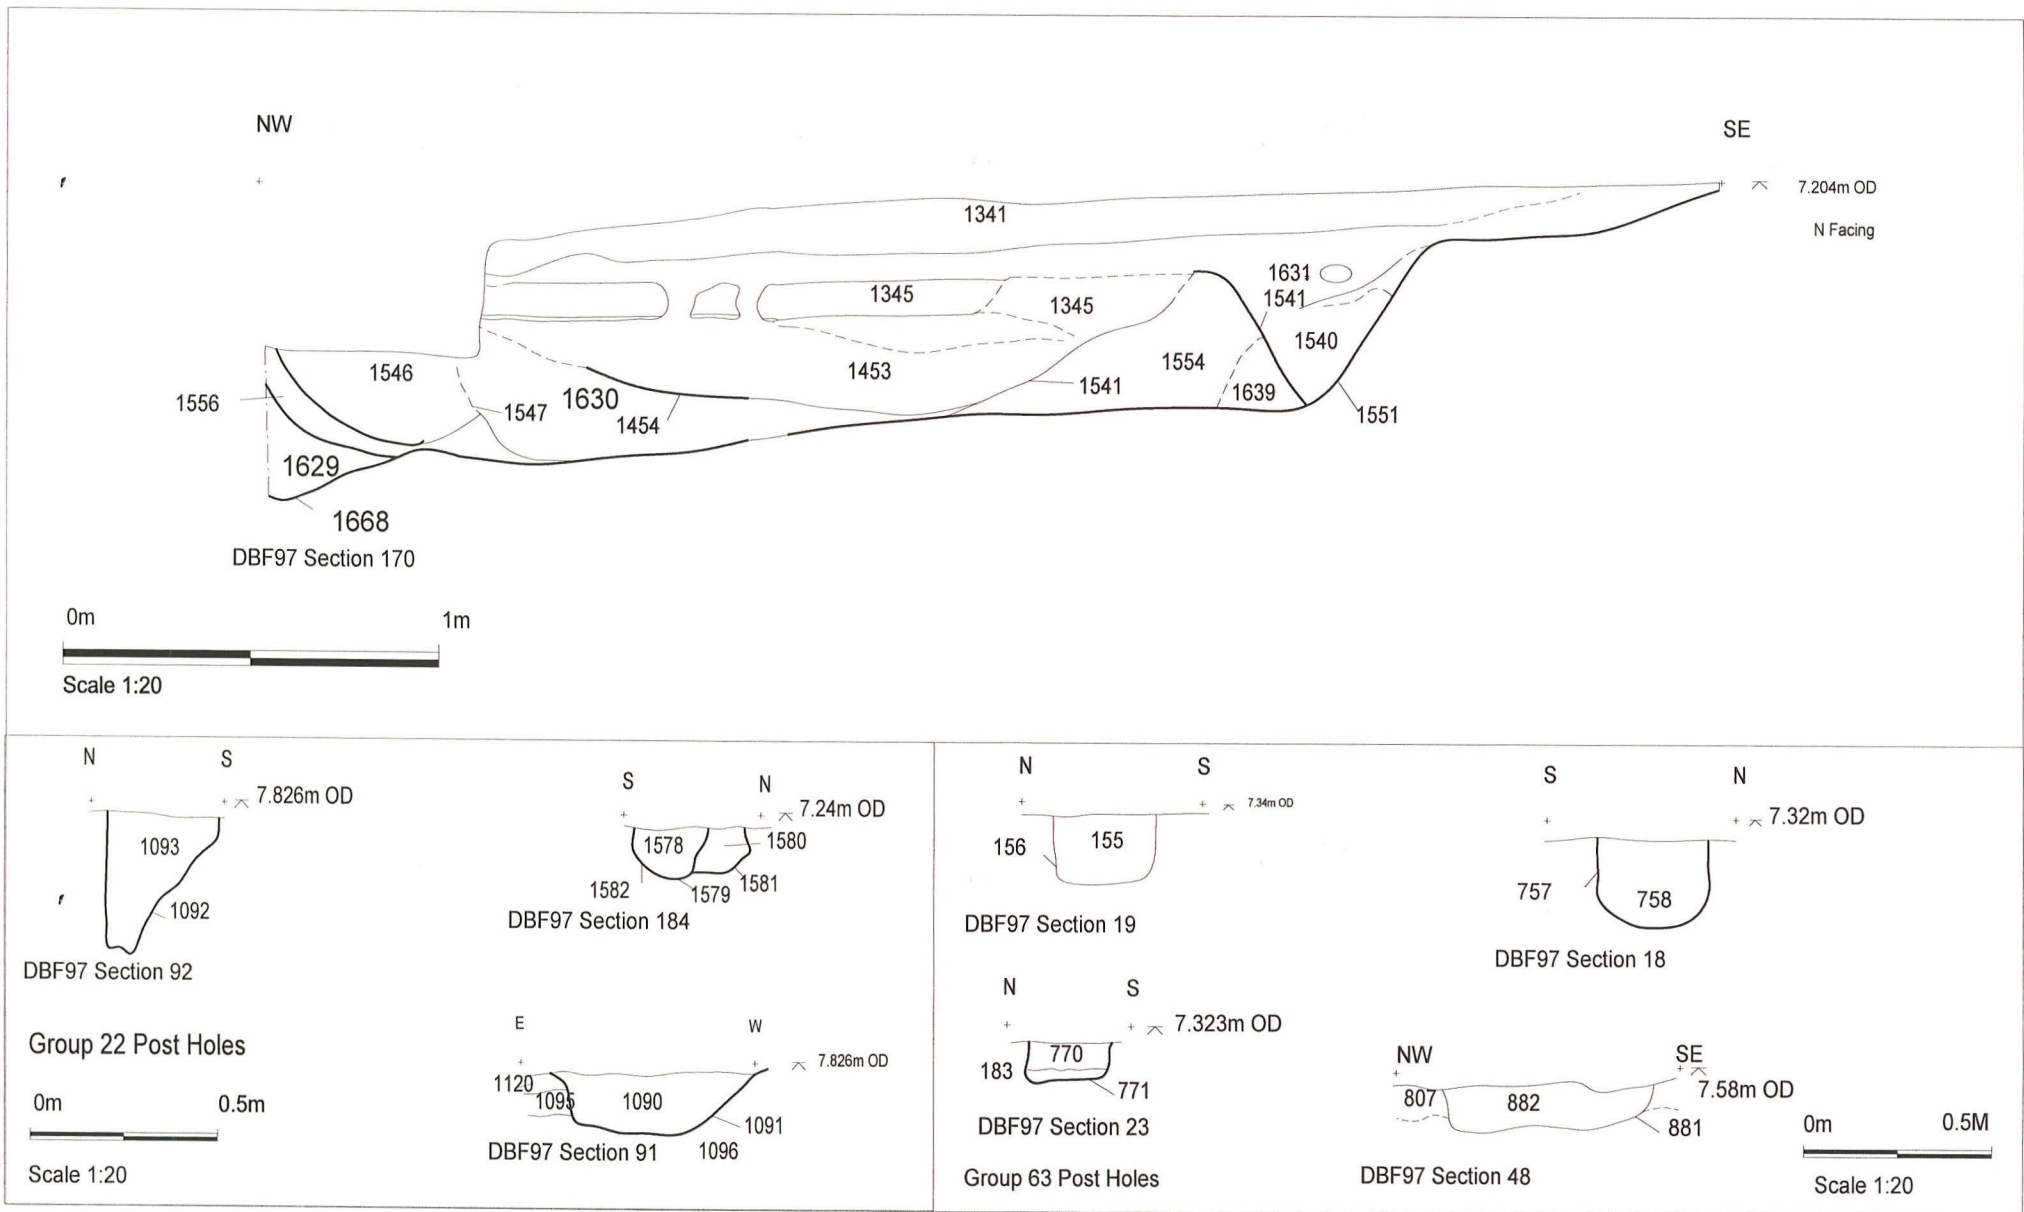 NW
SE
7.204m OD
N Facing
1341
1631
1541
1345
1345
1540
1546
1453
1554
1556
1547
1630
1454
1541
1639
1551
1629
1668
DBF97 Section 170
0m 1m
Scale 1:20
N S
7.826m OD
1093
1092
DBF97 Section 92
S N
7.24m OD
1578
1580
1582
1579
1581
DBF97 Section 184
Group 22 Post Holes
0m 0.5m
Scale 1:20
E W
7.826m OD
1120
1095
1090
1091
1096
DBF97 Section 91
N S
7.34m OD
156
155
DBF97 Section 19
S N
7.32m OD
757
758
DBF97 Section 18
N S
7.323m OD
770
183
771
DBF97 Section 23
Group 63 Post Holes
NW SE
7.58m OD
807
882
881
DBF97 Section 48
0m 0.5M
Scale 1:20